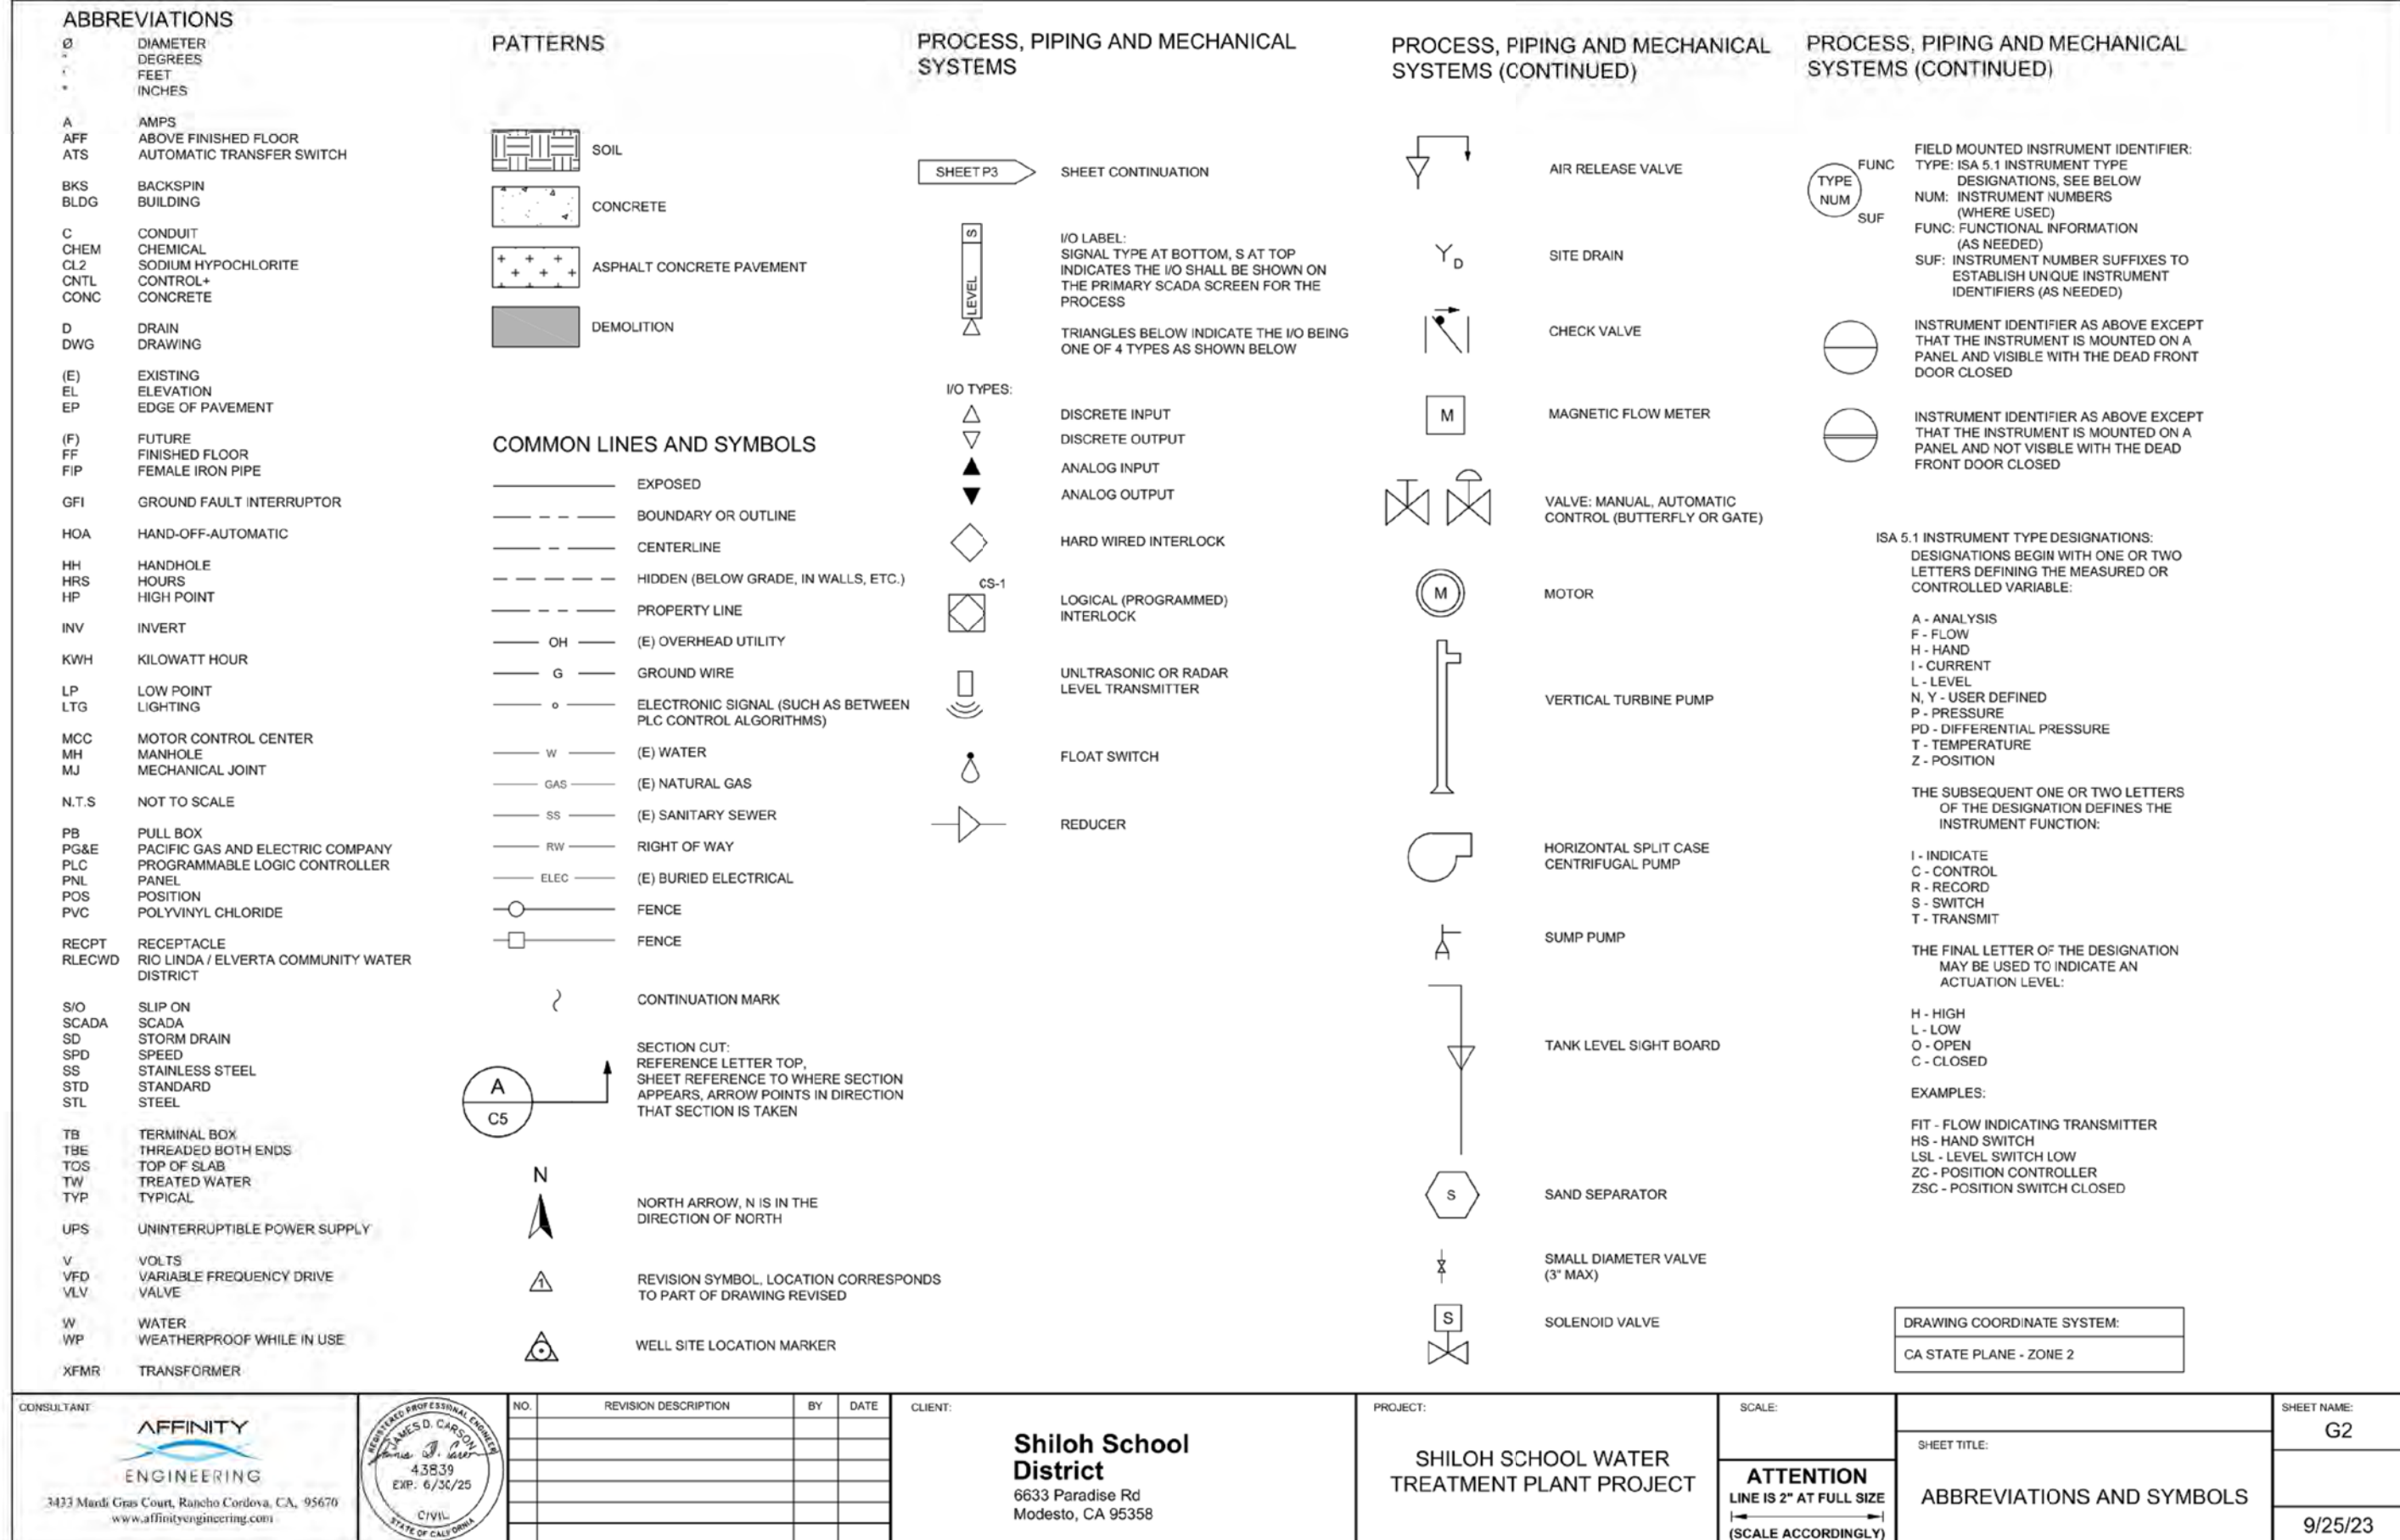 ABBREVIATIONS
Ø DIAMETER
° DEGREES
' FEET
" INCHES
A AMPS
AFF ABOVE FINISHED FLOOR
ATS AUTOMATIC TRANSFER SWITCH
BKS BACKSPIN
BLDG BUILDING
C CONDUIT
CHEM CHEMICAL
CL2 SODIUM HYPOCHLORITE
CNTL CONTROL+
CONC CONCRETE
D DRAIN
DWG DRAWING
(E) EXISTING
EL ELEVATION
EP EDGE OF PAVEMENT
(F) FUTURE
FF FINISHED FLOOR
FIP FEMALE IRON PIPE
GFI GROUND FAULT INTERRUPTOR
HOA HAND-OFF-AUTOMATIC
HH HANDHOLE
HRS HOURS
HP HIGH POINT
INV INVERT
KWH KILOWATT HOUR
LP LOW POINT
LTG LIGHTING
MCC MOTOR CONTROL CENTER
MH MANHOLE
MJ MECHANICAL JOINT
N.T.S NOT TO SCALE
PB PULL BOX
PG&E PACIFIC GAS AND ELECTRIC COMPANY
PLC PROGRAMMABLE LOGIC CONTROLLER
PNL PANEL
POS POSITION
PVC POLYVINYL CHLORIDE
RECPT RECEPTACLE
RLECWD RIO LINDA / ELVERTA COMMUNITY WATER
DISTRICT
S/O SLIP ON
SCADA SCADA
SD STORM DRAIN
SPD SPEED
SS STAINLESS STEEL
STD STANDARD
STL STEEL
TB TERMINAL BOX
TBE THREADED BOTH ENDS
TOS TOP OF SLAB
TW TREATED WATER
TYP TYPICAL
UPS UNINTERRUPTIBLE POWER SUPPLY
V VOLTS
VFD VARIABLE FREQUENCY DRIVE
VLV VALVE
W WATER
WP WEATHERPROOF WHILE IN USE
XFMR TRANSFORMER
PATTERNS
SOIL
CONCRETE
ASPHALT CONCRETE PAVEMENT
DEMOLITION
COMMON LINES AND SYMBOLS
EXPOSED
BOUNDARY OR OUTLINE
CENTERLINE
HIDDEN (BELOW GRADE, IN WALLS, ETC.)
PROPERTY LINE
OH (E) OVERHEAD UTILITY
G GROUND WIRE
ELECTRONIC SIGNAL (SUCH AS BETWEEN
PLC CONTROL ALGORITHMS)
W (E) WATER
GAS (E) NATURAL GAS
SS (E) SANITARY SEWER
RW RIGHT OF WAY
ELEC (E) BURIED ELECTRICAL
FENCE
FENCE
CONTINUATION MARK
SECTION CUT:
REFERENCE LETTER TOP,
SHEET REFERENCE TO WHERE SECTION
APPEARS, ARROW POINTS IN DIRECTION
THAT SECTION IS TAKEN
A
C5
N
NORTH ARROW, N IS IN THE
DIRECTION OF NORTH
1
REVISION SYMBOL, LOCATION CORRESPONDS
TO PART OF DRAWING REVISED
WELL SITE LOCATION MARKER
PROCESS, PIPING AND MECHANICAL
SYSTEMS
SHEET P3 SHEET CONTINUATION
S
LEVEL
I/O LABEL:
SIGNAL TYPE AT BOTTOM, S AT TOP
INDICATES THE I/O SHALL BE SHOWN ON
THE PRIMARY SCADA SCREEN FOR THE
PROCESS
TRIANGLES BELOW INDICATE THE I/O BEING
ONE OF 4 TYPES AS SHOWN BELOW
I/O TYPES:
DISCRETE INPUT
DISCRETE OUTPUT
ANALOG INPUT
ANALOG OUTPUT
HARD WIRED INTERLOCK
CS-1
LOGICAL (PROGRAMMED)
INTERLOCK
UNLTRASONIC OR RADAR
LEVEL TRANSMITTER
FLOAT SWITCH
REDUCER
PROCESS, PIPING AND MECHANICAL
SYSTEMS (CONTINUED)
AIR RELEASE VALVE
Y D SITE DRAIN
CHECK VALVE
M MAGNETIC FLOW METER
VALVE: MANUAL, AUTOMATIC
CONTROL (BUTTERFLY OR GATE)
M MOTOR
VERTICAL TURBINE PUMP
HORIZONTAL SPLIT CASE
CENTRIFUGAL PUMP
SUMP PUMP
TANK LEVEL SIGHT BOARD
S SAND SEPARATOR
SMALL DIAMETER VALVE
(3" MAX)
S SOLENOID VALVE
PROCESS, PIPING AND MECHANICAL
SYSTEMS (CONTINUED)
TYPE
NUM
FUNC
SUF
FIELD MOUNTED INSTRUMENT IDENTIFIER:
TYPE: ISA 5.1 INSTRUMENT TYPE
DESIGNATIONS, SEE BELOW
NUM: INSTRUMENT NUMBERS
(WHERE USED)
FUNC: FUNCTIONAL INFORMATION
(AS NEEDED)
SUF: INSTRUMENT NUMBER SUFFIXES TO
ESTABLISH UNIQUE INSTRUMENT
IDENTIFIERS (AS NEEDED)
INSTRUMENT IDENTIFIER AS ABOVE EXCEPT
THAT THE INSTRUMENT IS MOUNTED ON A
PANEL AND VISIBLE WITH THE DEAD FRONT
DOOR CLOSED
INSTRUMENT IDENTIFIER AS ABOVE EXCEPT
THAT THE INSTRUMENT IS MOUNTED ON A
PANEL AND NOT VISIBLE WITH THE DEAD
FRONT DOOR CLOSED
ISA 5.1 INSTRUMENT TYPE DESIGNATIONS:
DESIGNATIONS BEGIN WITH ONE OR TWO
LETTERS DEFINING THE MEASURED OR
CONTROLLED VARIABLE:
A - ANALYSIS
F - FLOW
H - HAND
I - CURRENT
L - LEVEL
N, Y - USER DEFINED
P - PRESSURE
PD - DIFFERENTIAL PRESSURE
T - TEMPERATURE
Z - POSITION
THE SUBSEQUENT ONE OR TWO LETTERS
OF THE DESIGNATION DEFINES THE
INSTRUMENT FUNCTION:
I - INDICATE
C - CONTROL
R - RECORD
S - SWITCH
T - TRANSMIT
THE FINAL LETTER OF THE DESIGNATION
MAY BE USED TO INDICATE AN
ACTUATION LEVEL:
H - HIGH
L - LOW
O - OPEN
C - CLOSED
EXAMPLES:
FIT - FLOW INDICATING TRANSMITTER
HS - HAND SWITCH
LSL - LEVEL SWITCH LOW
ZC - POSITION CONTROLLER
ZSC - POSITION SWITCH CLOSED
DRAWING COORDINATE SYSTEM:
CA STATE PLANE - ZONE 2
CONSULTANT
AFFINITY
ENGINEERING
3433 Mardi Gras Court, Rancho Cordova, CA, 95670
www.affinityengineering.com
REGISTERED PROFESSIONAL ENGINEER
JAMES D. CARSON
43839
EXP: 6/30/25
CIVIL
STATE OF CALIFORNIA
NO. REVISION DESCRIPTION BY DATE
CLIENT:
Shiloh School
District
6633 Paradise Rd
Modesto, CA 95358
PROJECT:
SHILOH SCHOOL WATER
TREATMENT PLANT PROJECT
SCALE:
ATTENTION
LINE IS 2" AT FULL SIZE
(SCALE ACCORDINGLY)
SHEET TITLE:
ABBREVIATIONS AND SYMBOLS
SHEET NAME:
G2
9/25/23